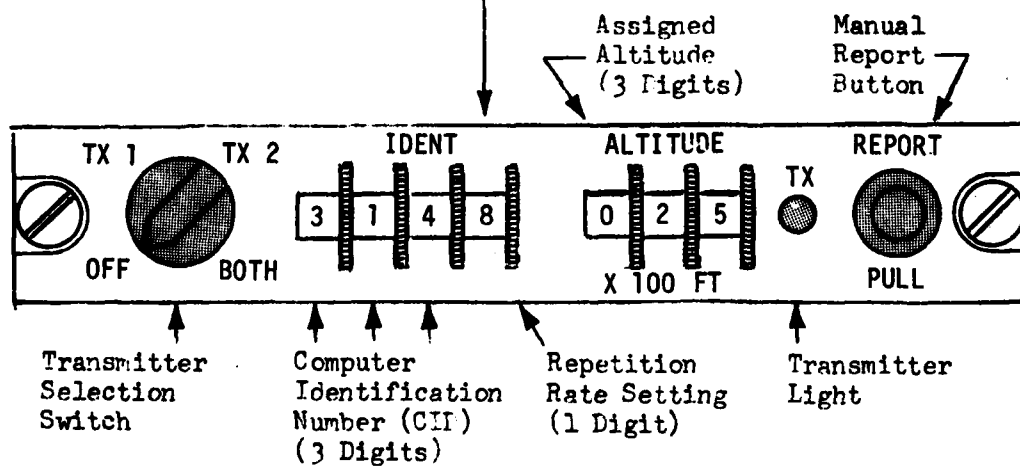 Assigned
Altitude
(3 Digits)
Manual
Report
Button
TX 1
TX 2
IDENT
ALTITUDE
REPORT
TX
3 1 4 8
0 2 5
OFF
BOTH
X 100 FT
PULL
Transmitter
Selection
Switch
Computer
Identification
Number (CID)
(3 Digits)
Repetition
Rate Setting
(1 Digit)
Transmitter
Light